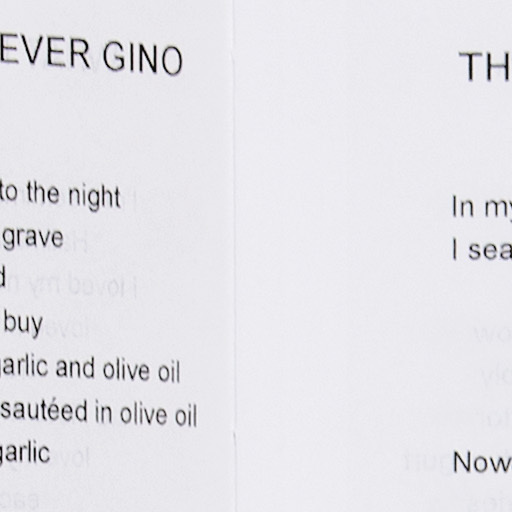 EVER GINO
to the night
grave
buy
garlic and olive oil
sautéed in olive oil
garlic
TH
In my
I sea
Now